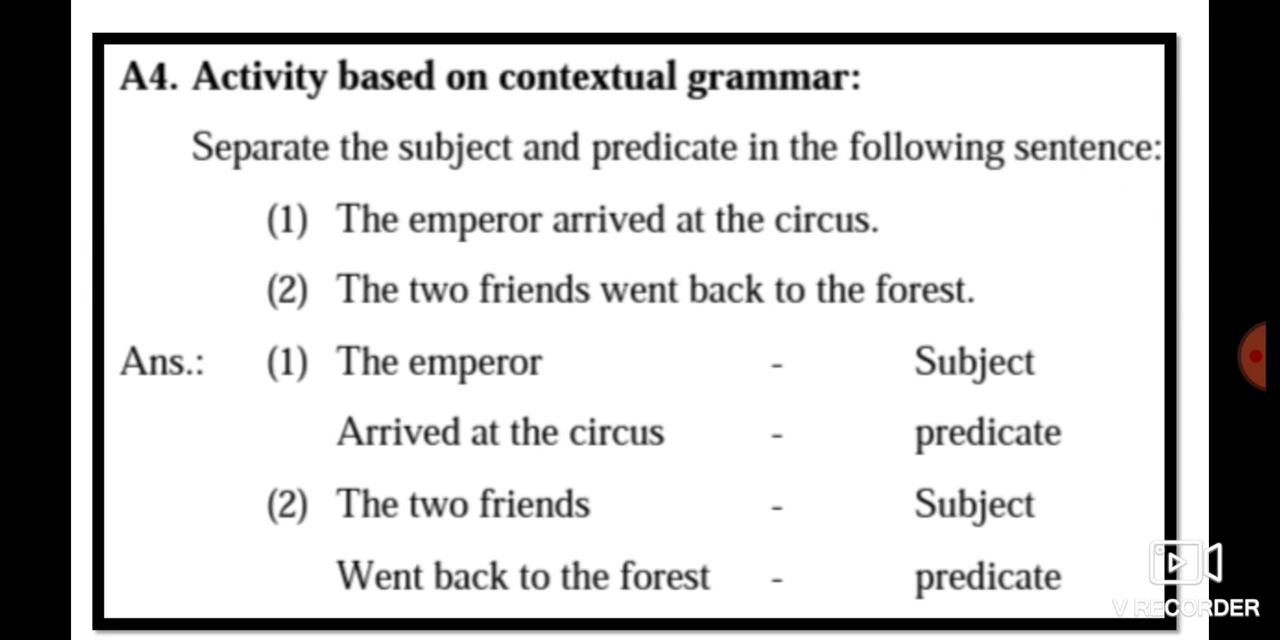 A4. Activity based on contextual grammar:
Separate the subject and predicate in the following sentence:
(1) The emperor arrived at the circus.
(2) The two friends went back to the forest.
Ans.: (1) The emperor - Subject
Arrived at the circus - predicate
(2) The two friends - Subject
Went back to the forest - predicate
V RECORDER